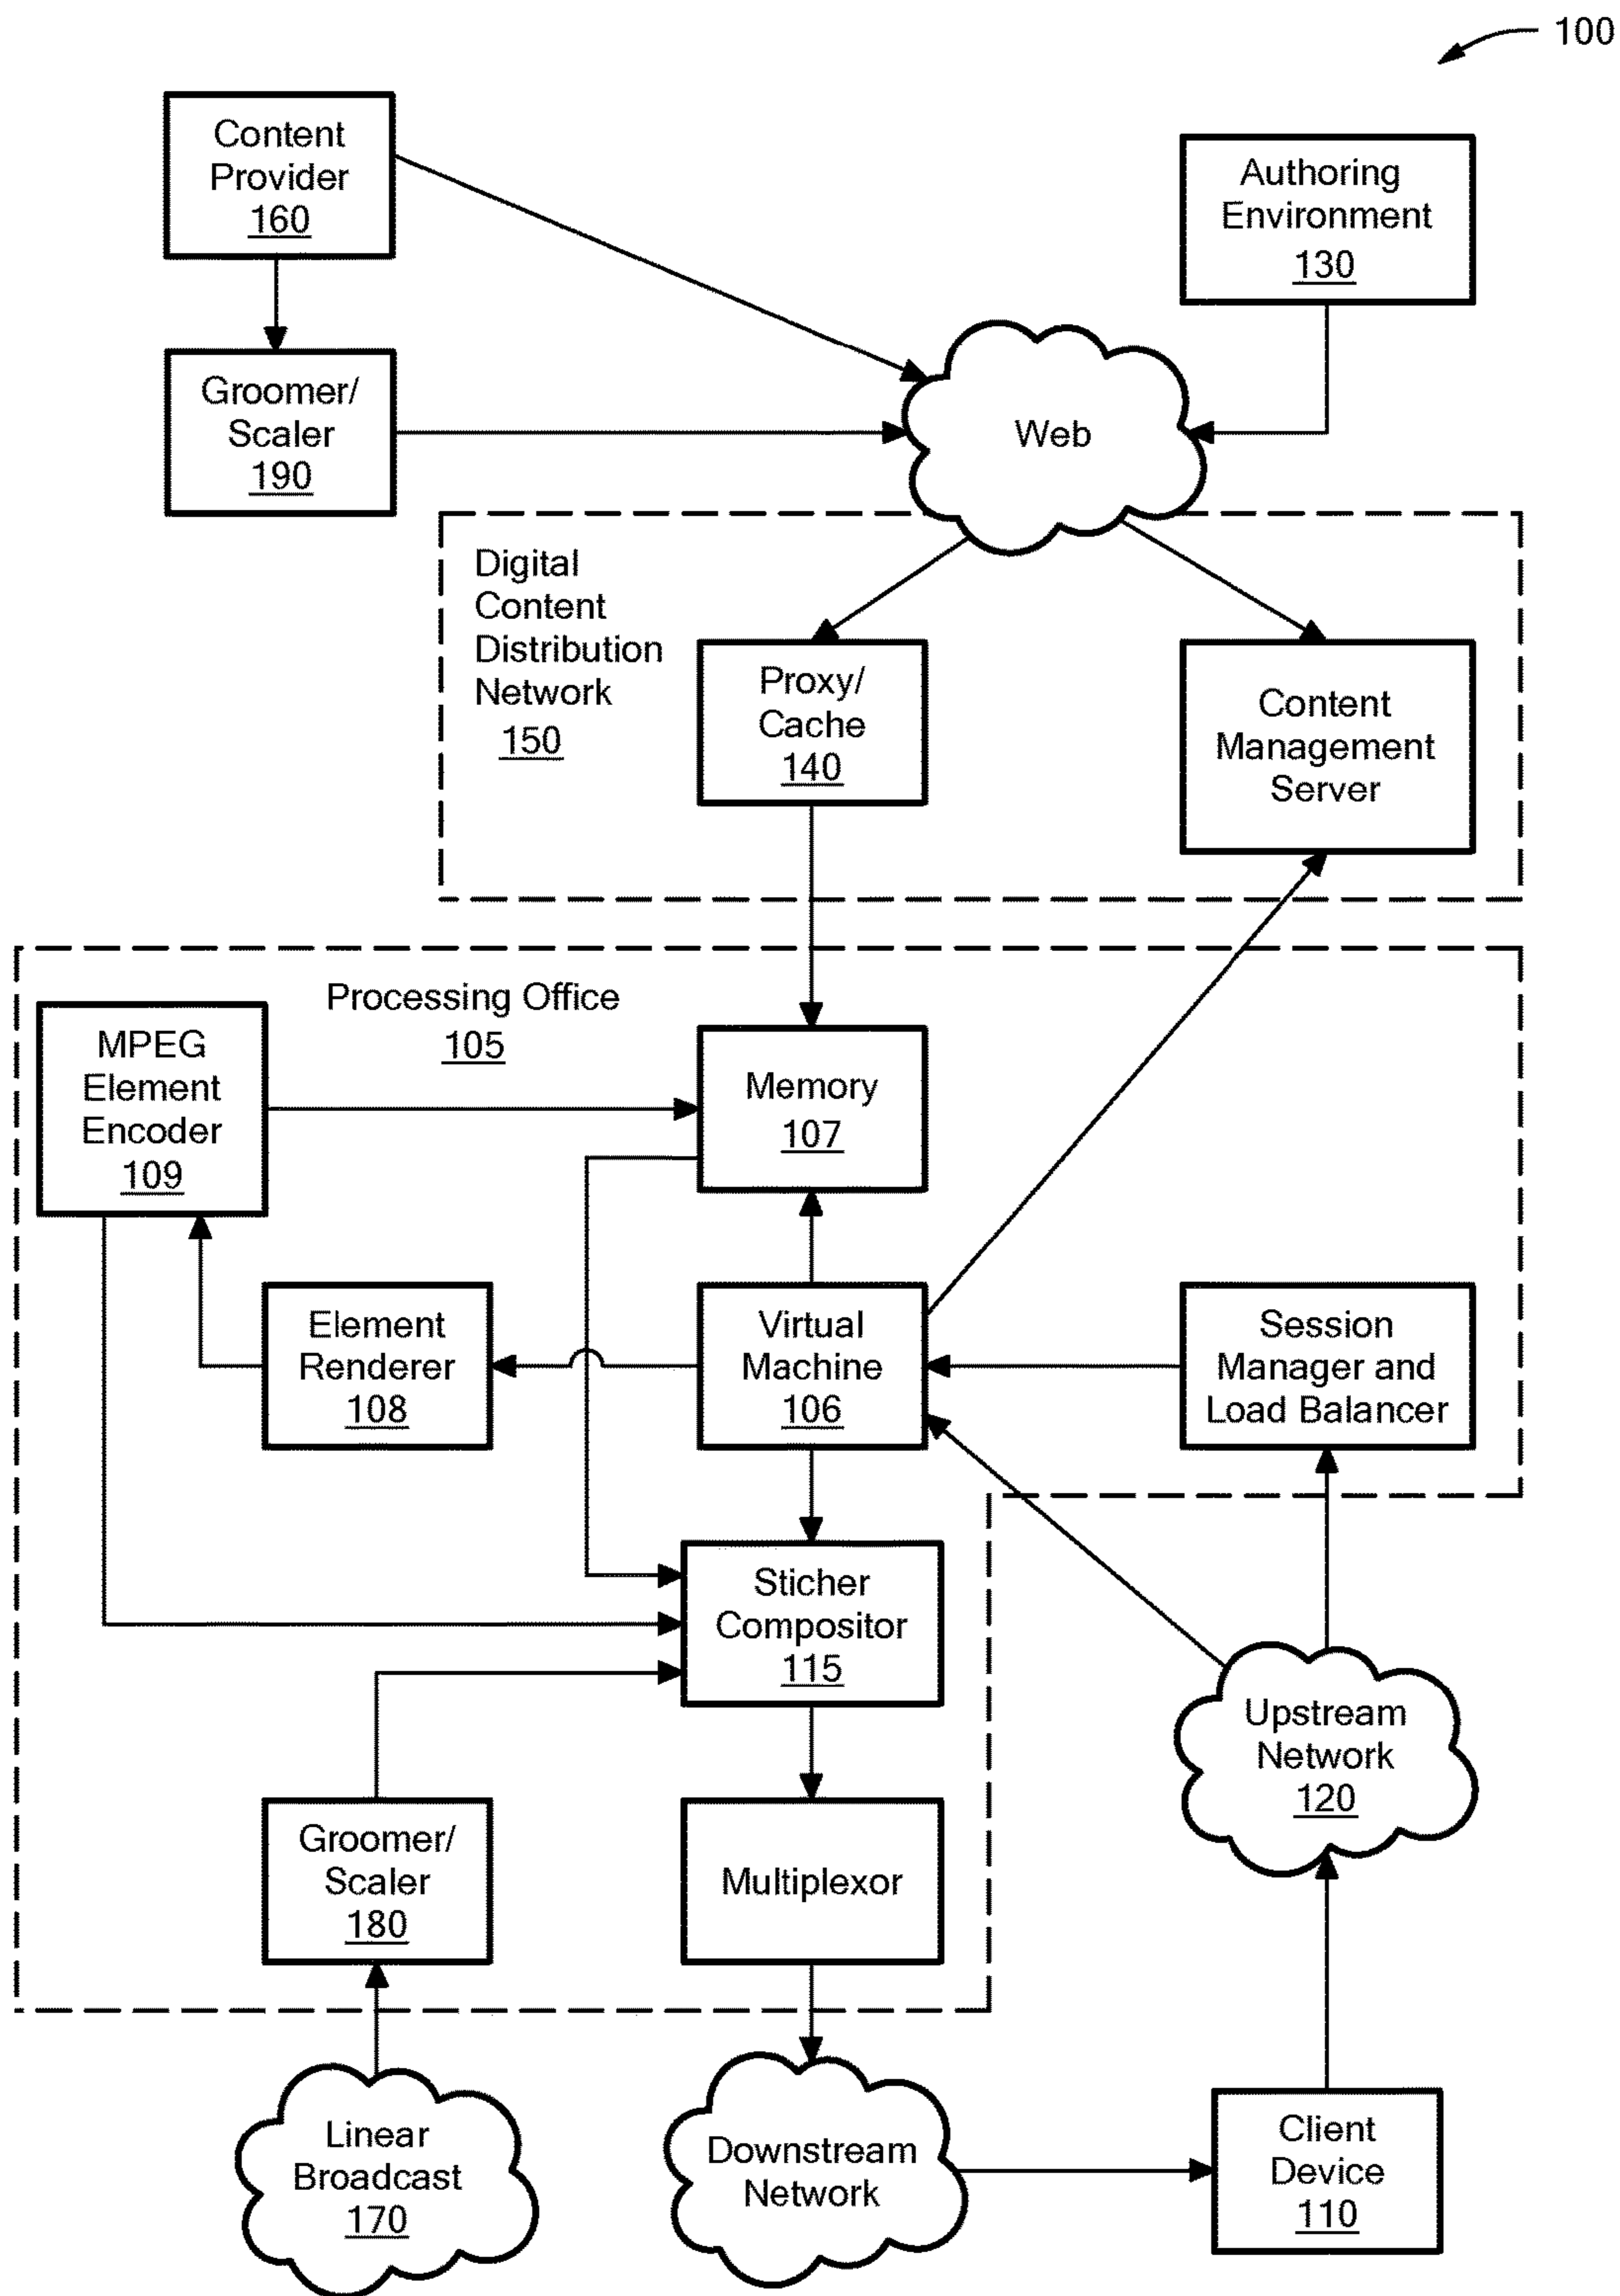 100
Content
Provider
160
Authoring
Environment
130
Groomer/
Scaler
190
Web
Digital
Content
Distribution
Network
150
Proxy/
Cache
140
Content
Management
Server
Processing Office
105
MPEG
Element
Encoder
109
Memory
107
Element
Renderer
108
Virtual
Machine
106
Session
Manager and
Load Balancer
Sticher
Compositor
115
Upstream
Network
120
Groomer/
Scaler
180
Multiplexor
Linear
Broadcast
170
Downstream
Network
Client
Device
110